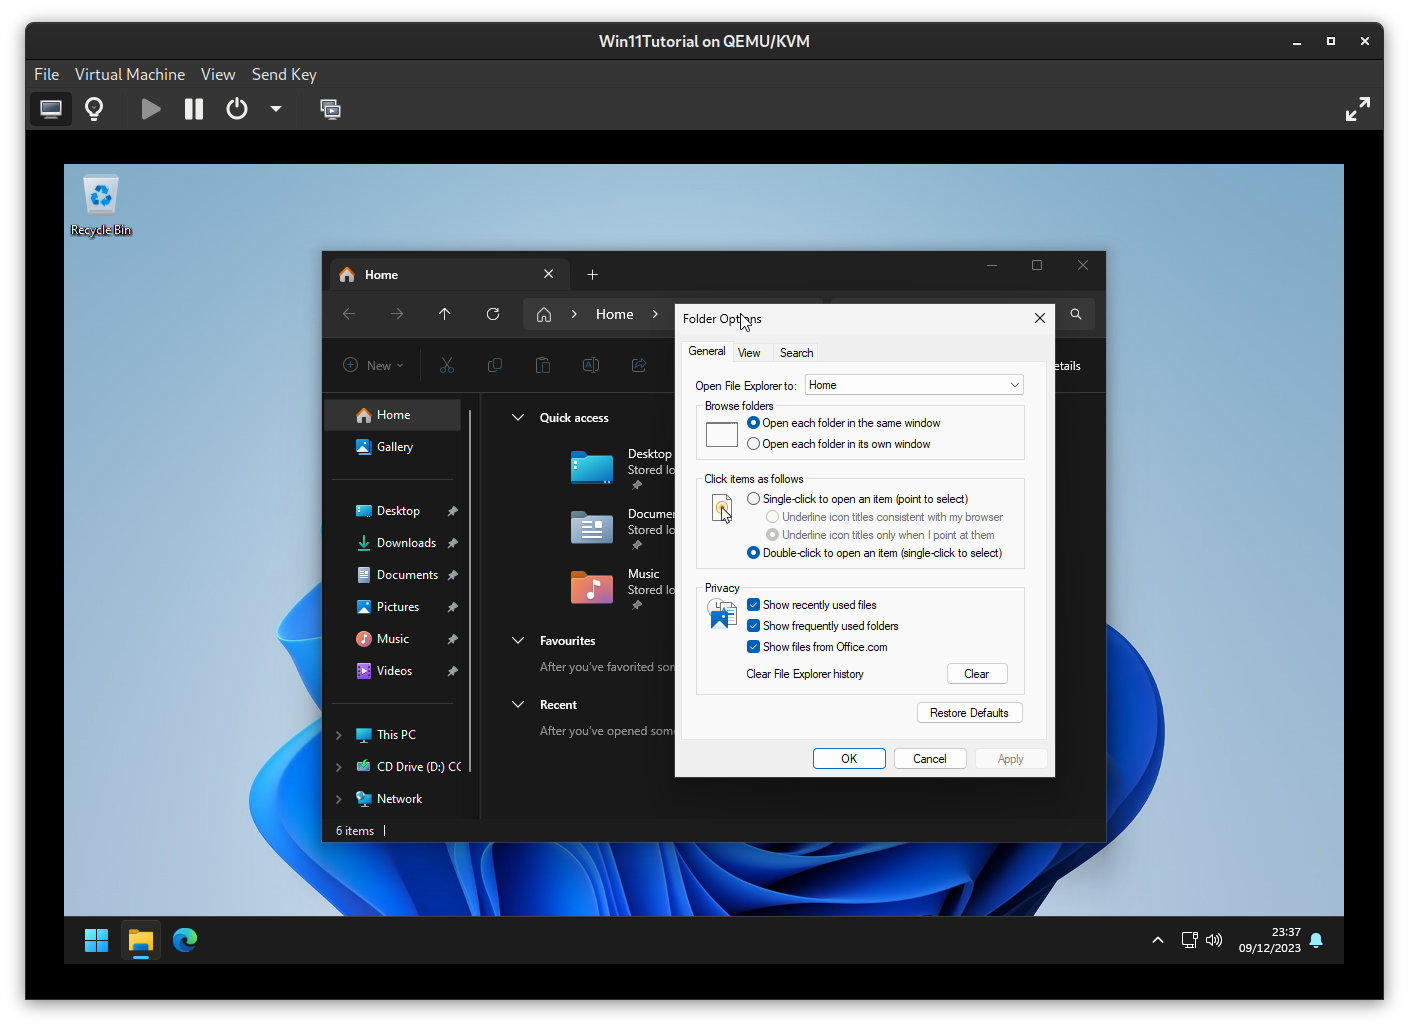 Win11Tutorial on QEMU/KVM
File Virtual Machine View Send Key
Recycle Bin
Home
Home
New
etails
Home
Gallery
Desktop
Downloads
Documents
Pictures
Music
Videos
This PC
CD Drive (D:) CC
Network
Quick access
Desktop
Stored lo
Documen
Stored lo
Music
Stored lo
Favourites
After you've favorited son
Recent
After you've opened some
6 items
Folder Options
General View Search
Open File Explorer to: Home
Browse folders
Open each folder in the same window
Open each folder in its own window
Click items as follows
Single-click to open an item (point to select)
Underline icon titles consistent with my browser
Underline icon titles only when I point at them
Double-click to open an item (single-click to select)
Privacy
Show recently used files
Show frequently used folders
Show files from Office.com
Clear File Explorer history Clear
Restore Defaults
OK Cancel Apply
23:37
09/12/2023